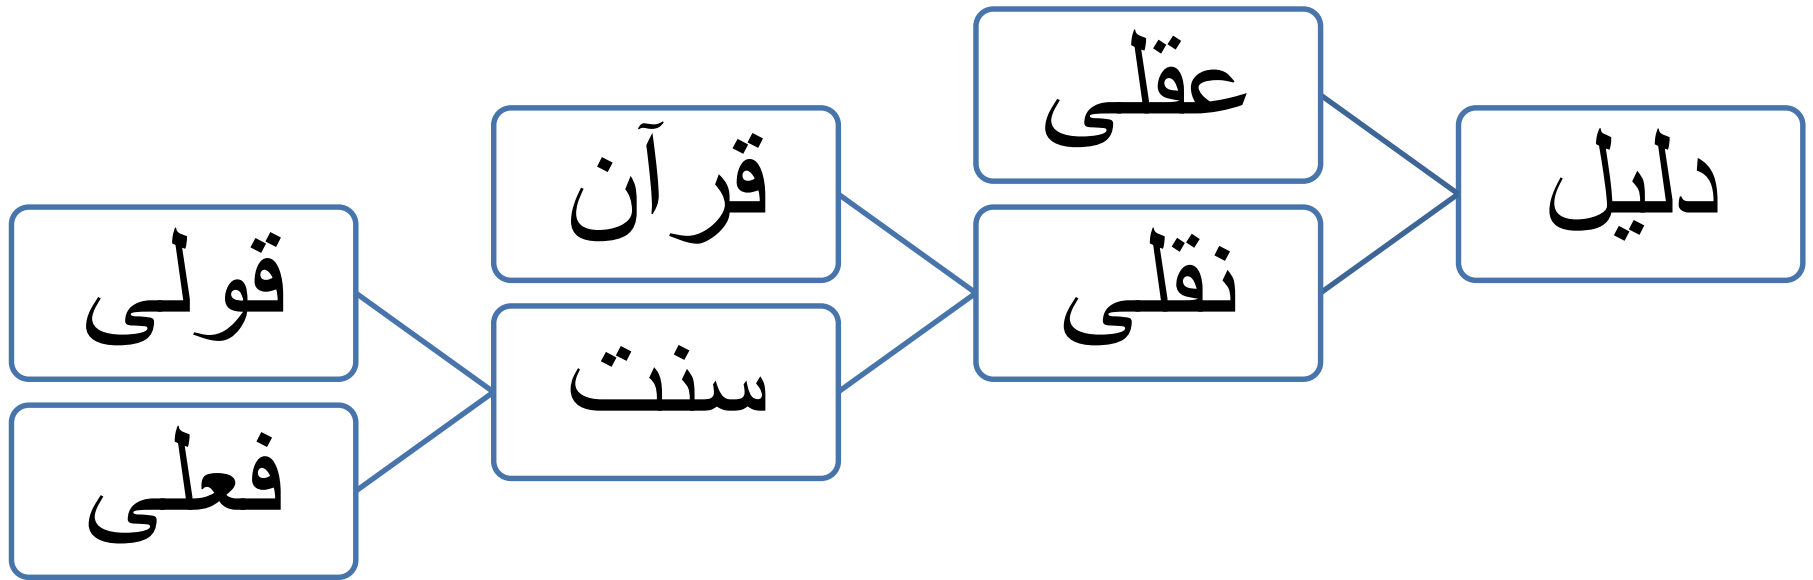 دلیل
عقلی
نقلی
قرآن
سنت
قولی
فعلی